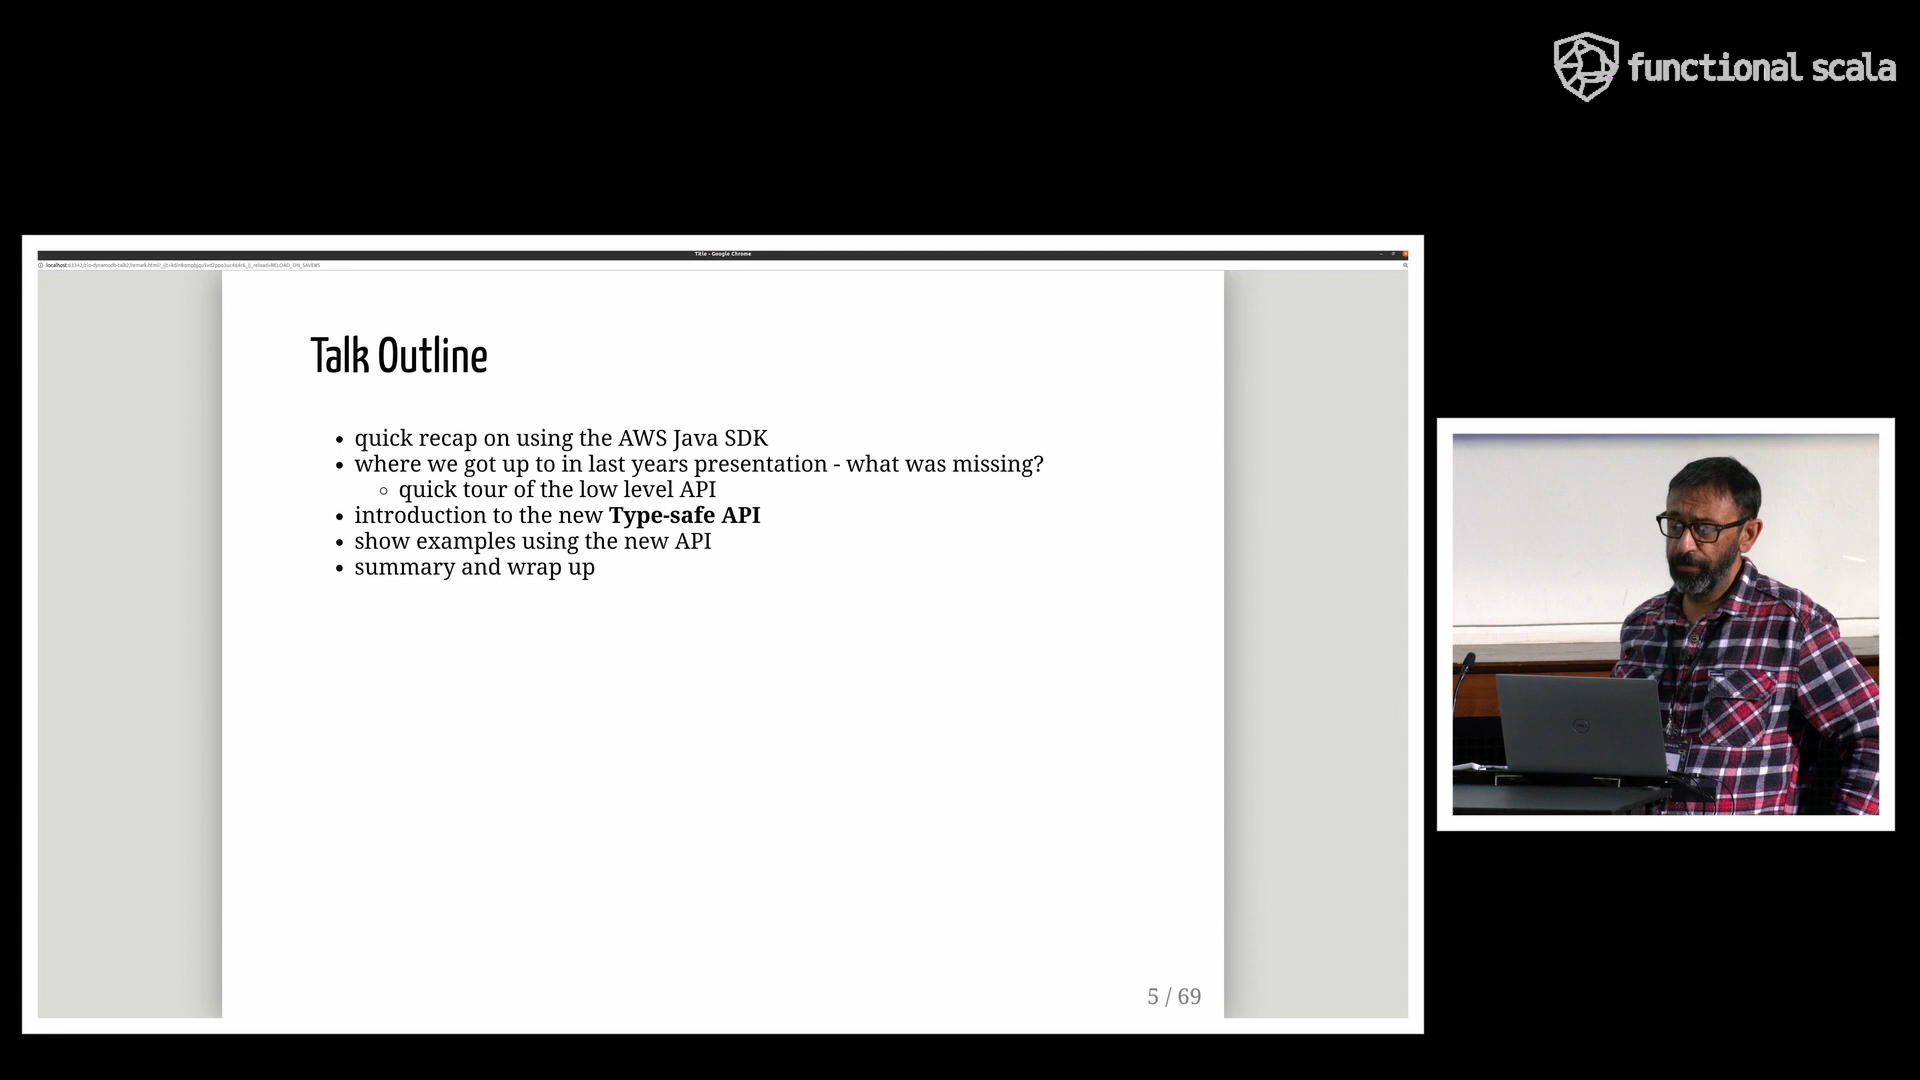 functional scala
Title - Google Chrome
Talk Outline
quick recap on using the AWS Java SDK
where we got up to in last years presentation - what was missing?
quick tour of the low level API
introduction to the new Type-safe API
show examples using the new API
summary and wrap up
5 / 69